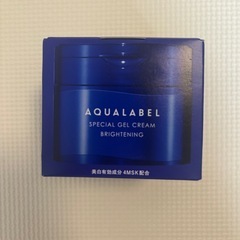 AQUALABEL
SPECIAL GEL CREAM
BRIGHTENING
美白有効成分 4MSK配合